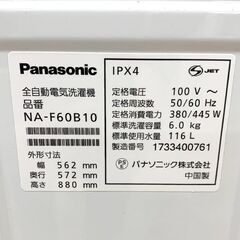 Panasonic
全自動電気洗濯機
品番
NA-F60B10
外形寸法
幅 562 mm
奥行 572 mm
高さ 880 mm
IPX4
S JET
定格電圧 100 V～
定格周波数 50/60 Hz
定格消費電力 380/445 W
標準洗濯容量 6.0 kg
標準使用水量 116 L
製造番号 1733400761
PS E パナソニック株式会社
中国製